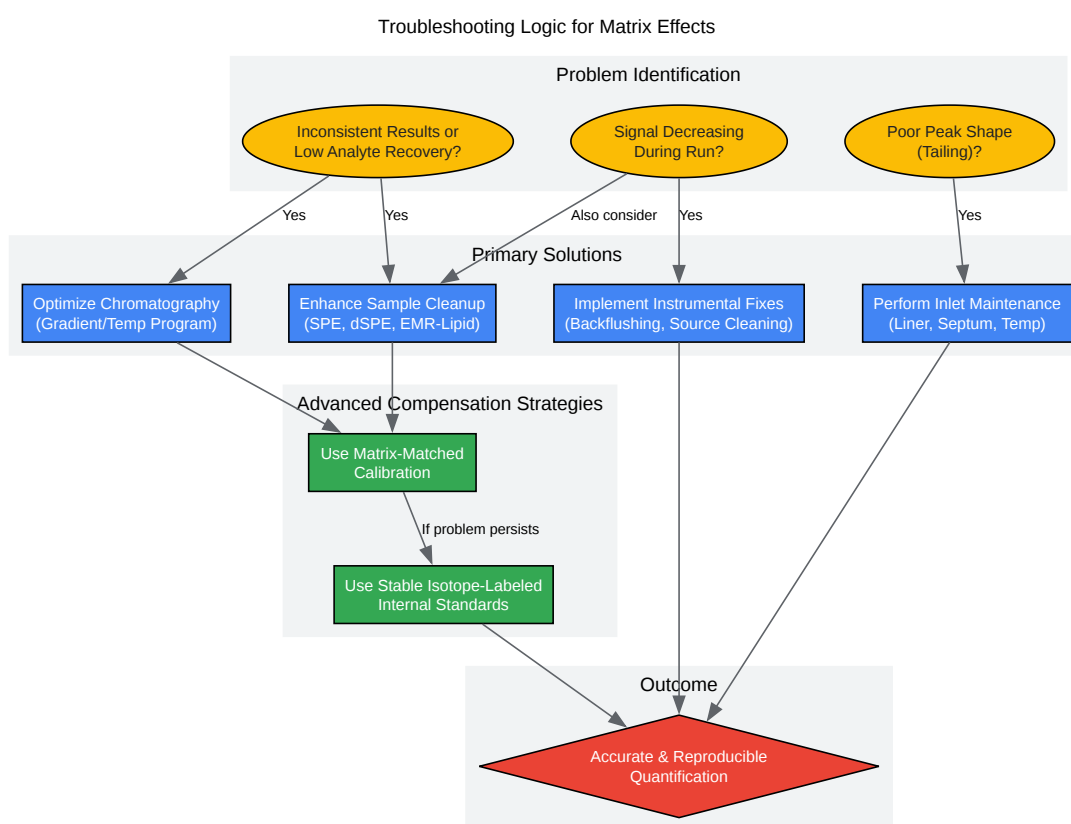 Troubleshooting Logic for Matrix Effects
Problem Identification
Inconsistent Results or
Low Analyte Recovery?
Signal Decreasing
During Run?
Poor Peak Shape
(Tailing)?
Yes
Yes
Also consider
Yes
Yes
Primary Solutions
Optimize Chromatography
(Gradient/Temp Program)
Enhance Sample Cleanup
(SPE, dSPE, EMR-Lipid)
Implement Instrumental Fixes
(Backflushing, Source Cleaning)
Perform Inlet Maintenance
(Liner, Septum, Temp)
Advanced Compensation Strategies
Use Matrix-Matched
Calibration
If problem persists
Use Stable Isotope-Labeled
Internal Standards
Outcome
Accurate & Reproducible
Quantification